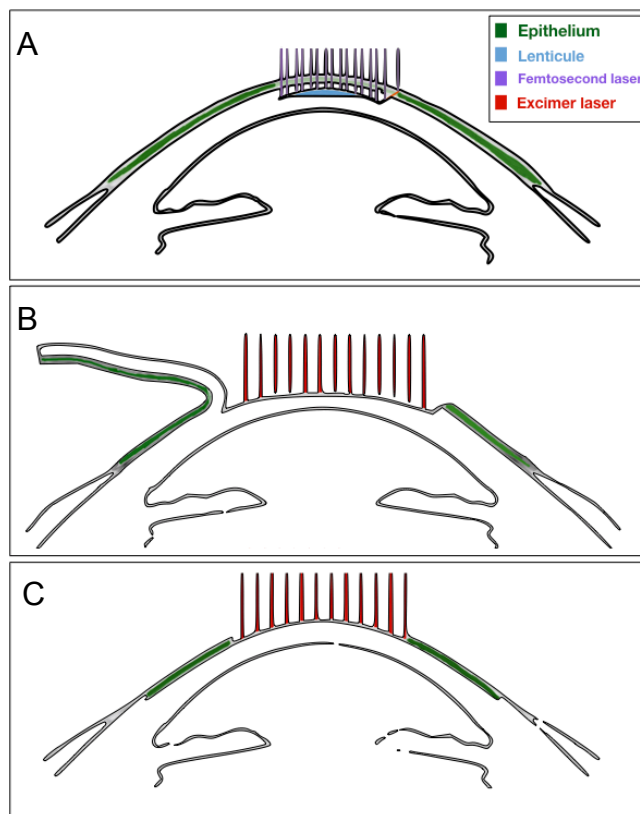 A
Epithelium
Lenticule
Femtosecond laser
Excimer laser
B
C